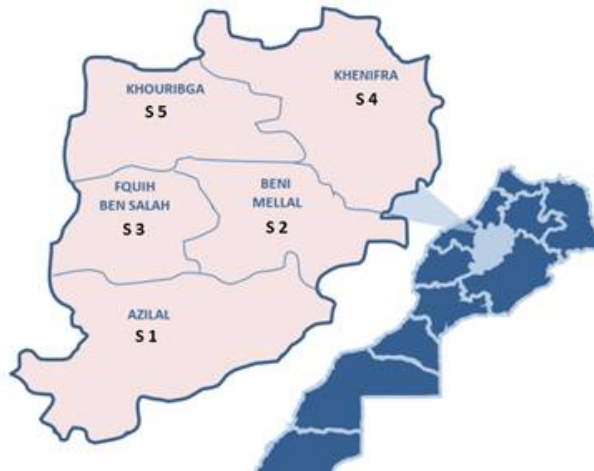 KHOURIBGA
S 5
KHENIFRA
S 4
FQUIH
BEN SALAH
S 3
BENI
MELLAL
S 2
AZILAL
S 1